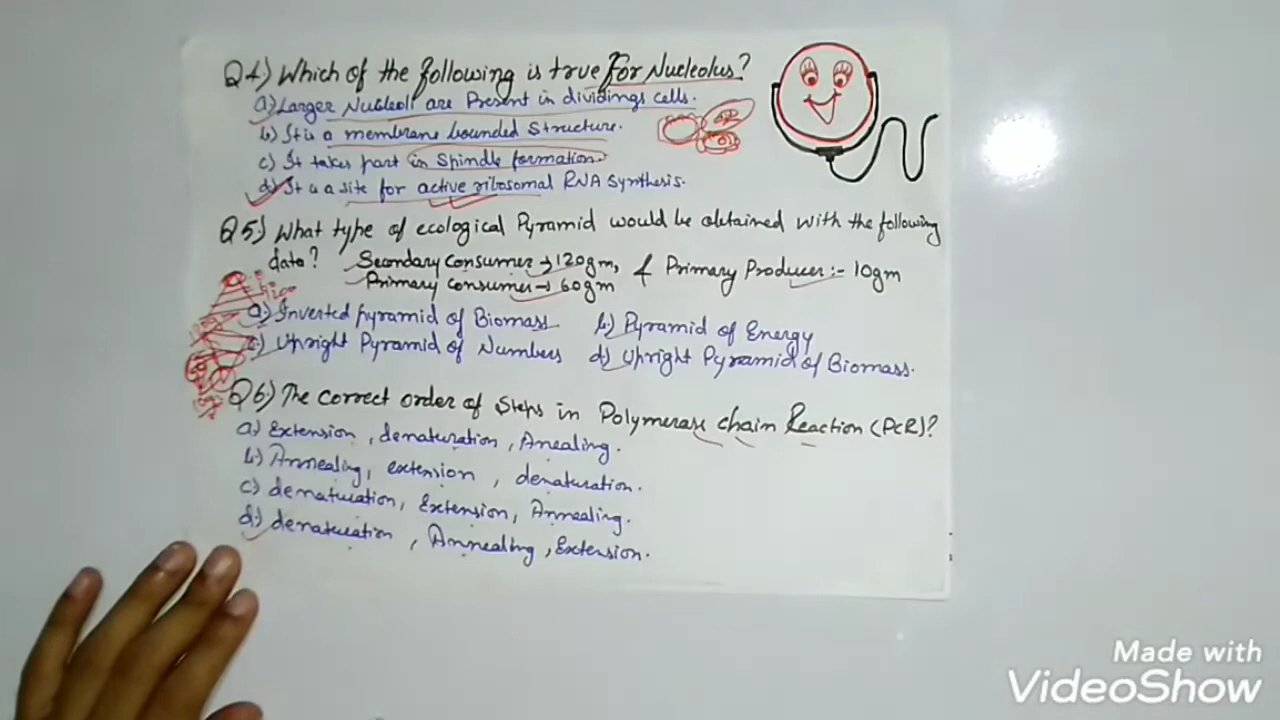 Q4) Which of the following is true for Nucleolus?
a) Larger Nucleoli are Present in dividings cells.
b) It is a membrane bounded Structure.
c) It takes part in Spindle formation.
d) It is a site for active ribosomal RNA Synthesis.
Q5) What type of ecological Pyramid would be obtained with the following
data? Secondary Consumer → 120gm, & Primary Producer :- 10gm
Primary Consumer → 60gm
a) Inverted pyramid of Biomass b.) Pyramid of Energy
c.) Upright Pyramid of Numbers d.) Upright Pyramid of Biomass.
Q6) The Correct order of Steps in Polymerase chain Reaction (PCR)?
a) Extension, denaturation, Anealing.
b.) Annealing, extension, denaturation.
c) denaturation, Extension, Annealing.
d.) denaturation, Annealing, Extension.
Made with
VideoShow